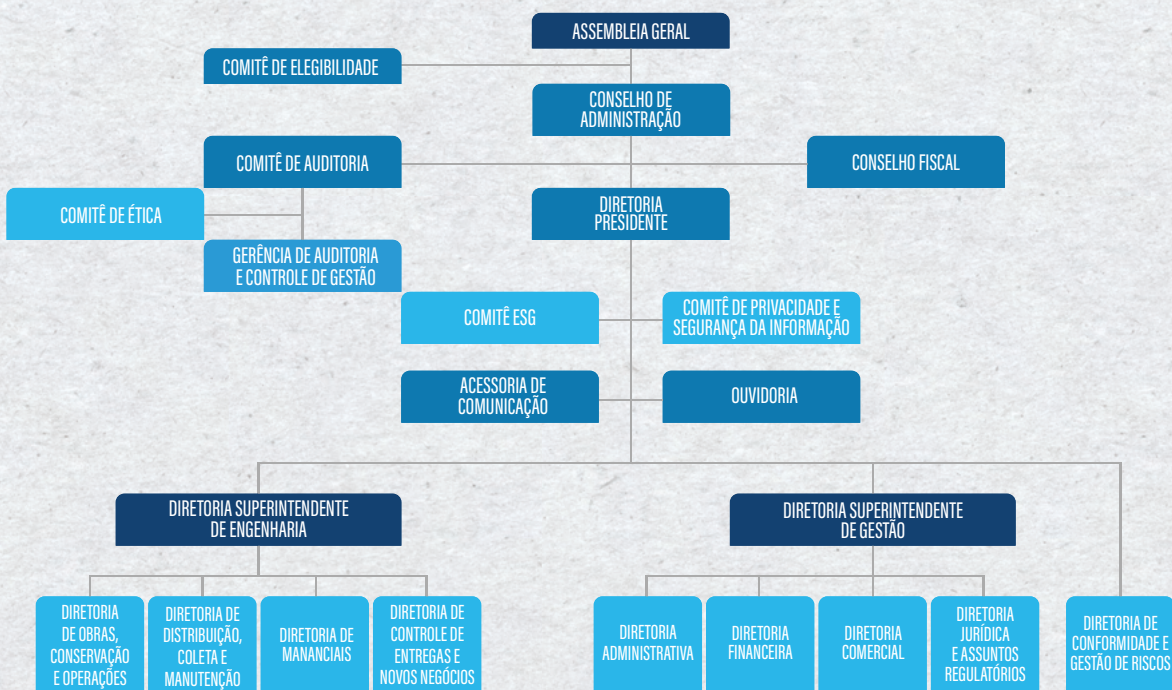 ASSEMBLEIA GERAL
COMITÊ DE ELEGIBILIDADE
CONSELHO DE
ADMINISTRAÇÃO
COMITÊ DE AUDITORIA
CONSELHO FISCAL
COMITÊ DE ÉTICA
DIRETORIA
PRESIDENTE
GERÊNCIA DE AUDITORIA
E CONTROLE DE GESTÃO
COMITÊ ESG
COMITÊ DE PRIVACIDADE E
SEGURANÇA DA INFORMAÇÃO
ACESSORIA DE
COMUNICAÇÃO
OUVIDORIA
DIRETORIA SUPERINTENDENTE
DE ENGENHARIA
DIRETORIA SUPERINTENDENTE
DE GESTÃO
DIRETORIA
DE OBRAS,
CONSERVAÇÃO
E OPERAÇÕES
DIRETORIA DE
DISTRIBUIÇÃO,
COLETA E
MANUTENÇÃO
DIRETORIA DE
MANANCIAIS
DIRETORIA DE
CONTROLE DE
ENTREGAS E
NOVOS NEGÓCIOS
DIRETORIA
ADMINISTRATIVA
DIRETORIA
FINANCEIRA
DIRETORIA
COMERCIAL
DIRETORIA
JURÍDICA
E ASSUNTOS
REGULATÓRIOS
DIRETORIA DE
CONFORMIDADE E
GESTÃO DE RISCOS